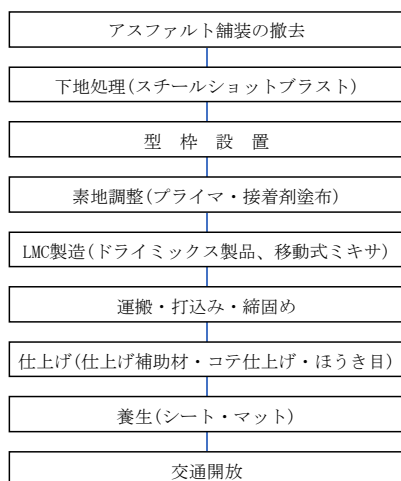 アスファルト舗装の撤去
下地処理(スチールショットブラスト)
型　枠　設　置
素地調整(プライマ・接着剤塗布)
LMC製造(ドライミックス製品、移動式ミキサ)
運搬・打込み・締固め
仕上げ(仕上げ補助材・コテ仕上げ・ほうき目)
養生(シート・マット)
交通開放